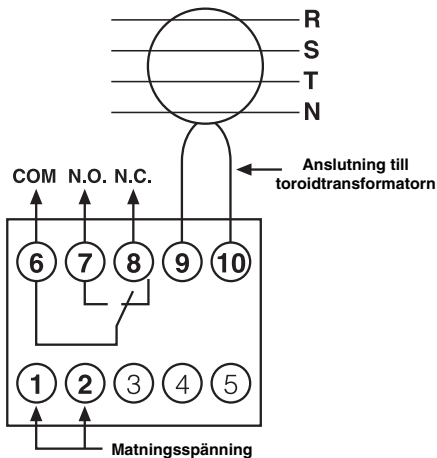 R
S
T
N
Anslutning till
toroidtransformatorn
COM N.O. N.C.
6 7 8 9 10
1 2 3 4 5
Matningsspänning